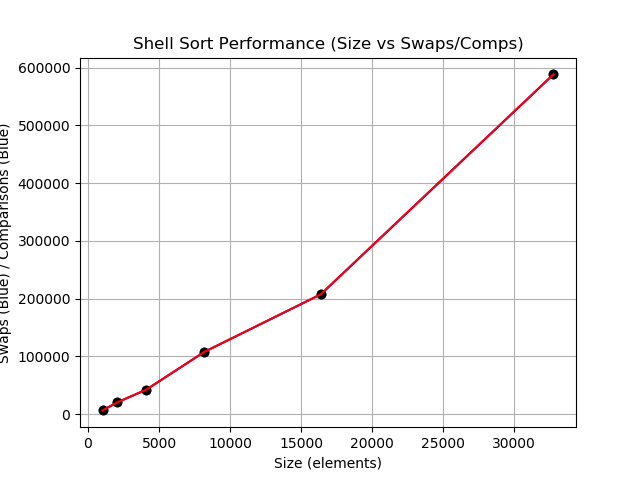 Shell Sort Performance (Size vs Swaps/Comps)
600000
500000
400000
300000
200000
100000
0
Swaps (Blue) / Comparisons (Blue)
0 5000 10000 15000 20000 25000 30000
Size (elements)